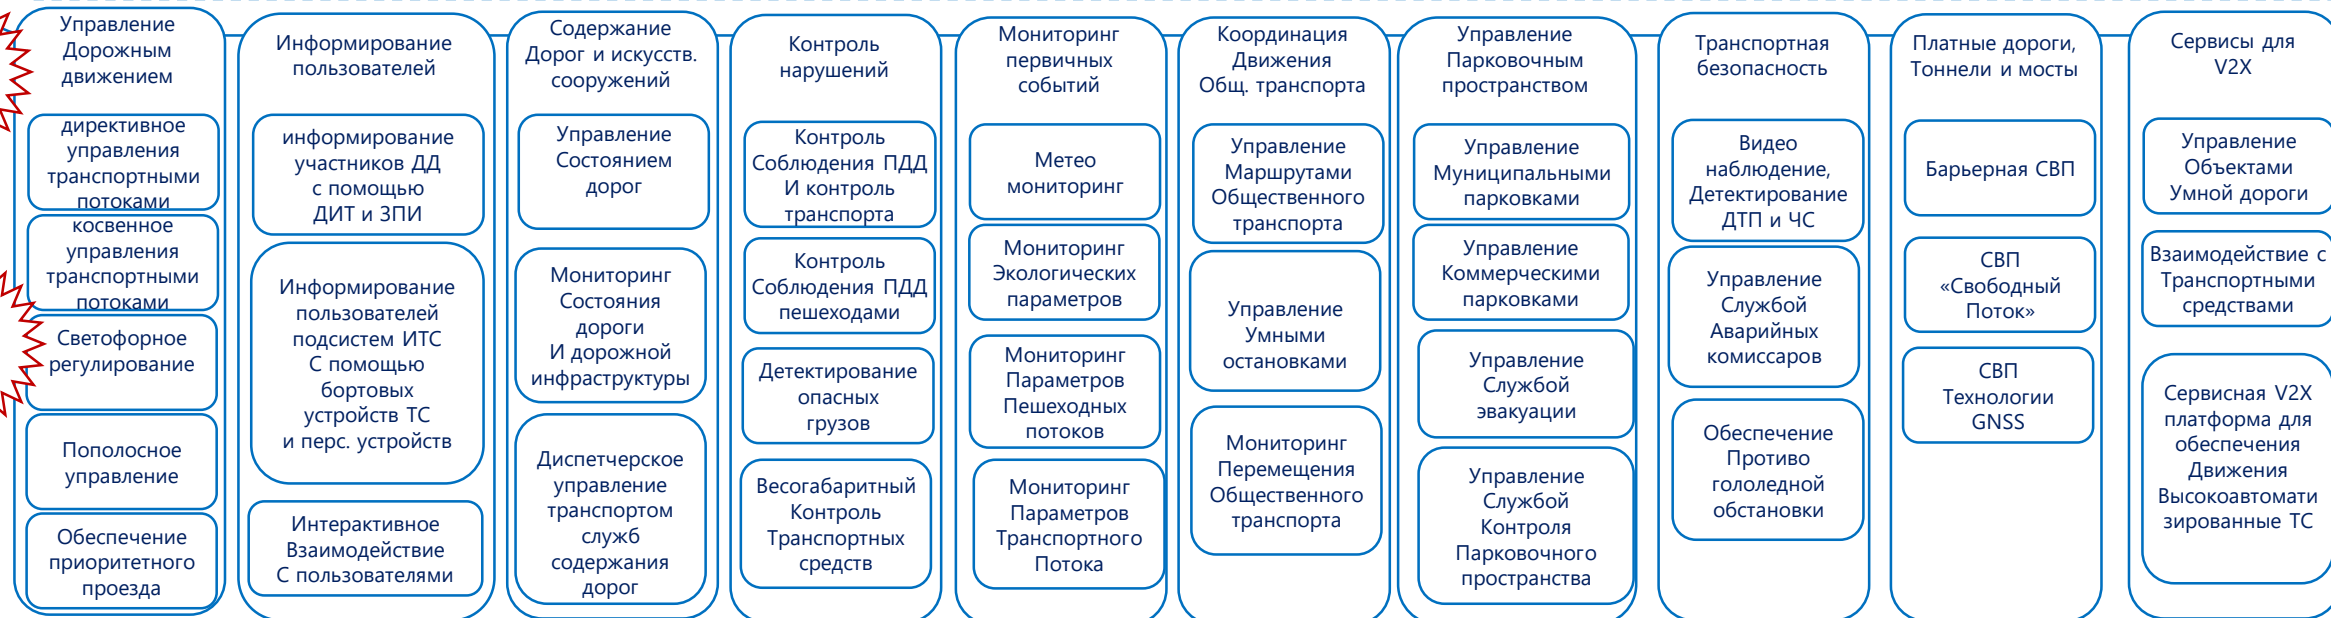 Управление
Дорожным
движением
директивное
управления
транспортными
потоками
косвенное
управления
транспортными
потоками
Светофорное
регулирование
Пополосное
управление
Обеспечение
приоритетного
проезда
Информирование
пользователей
информирование
участников ДД
с помощью
ДИТ и ЗПИ
Информирование
пользователей
подсистем ИТС
С помощью
бортовых
устройств ТС
и перс. устройств
Интерактивное
Взаимодействие
С пользователями
Содержание
Дорог и искусств.
сооружений
Управление
Состоянием
дорог
Мониторинг
Состояния
дороги
И дорожной
инфраструктуры
Диспетчерское
управление
транспортом
служб
содержания
дорог
Контроль
нарушений
Контроль
Соблюдения ПДД
И контроль
транспорта
Контроль
Соблюдения ПДД
пешеходами
Детектирование
опасных
грузов
Весогабаритный
Контроль
Транспортных
средств
Мониторинг
первичных
событий
Метео
мониторинг
Мониторинг
Экологических
параметров
Мониторинг
Параметров
Пешеходных
потоков
Мониторинг
Параметров
Транспортного
Потока
Координация
Движения
Общ. транспорта
Управление
Маршрутами
Общественного
транспорта
Управление
Умными
остановками
Мониторинг
Перемещения
Общественного
транспорта
Управление
Парковочным
пространством
Управление
Муниципальными
парковками
Управление
Коммерческими
парковками
Управление
Службой
эвакуации
Управление
Службой
Контроля
Парковочного
пространства
Транспортная
безопасность
Видео
наблюдение,
Детектирование
ДТП и ЧС
Управление
Службой
Аварийных
комиссаров
Обеспечение
Противо
гололедной
обстановки
Платные дороги,
Тоннели и мосты
Барьерная СВП
СВП
«Свободный
Поток»
СВП
Технологии
GNSS
Сервисы для
V2X
Управление
Объектами
Умной дороги
Взаимодействие с
Транспортными
средствами
Сервисная V2X
платформа для
обеспечения
Движения
Высокоавтомати
зированные ТС